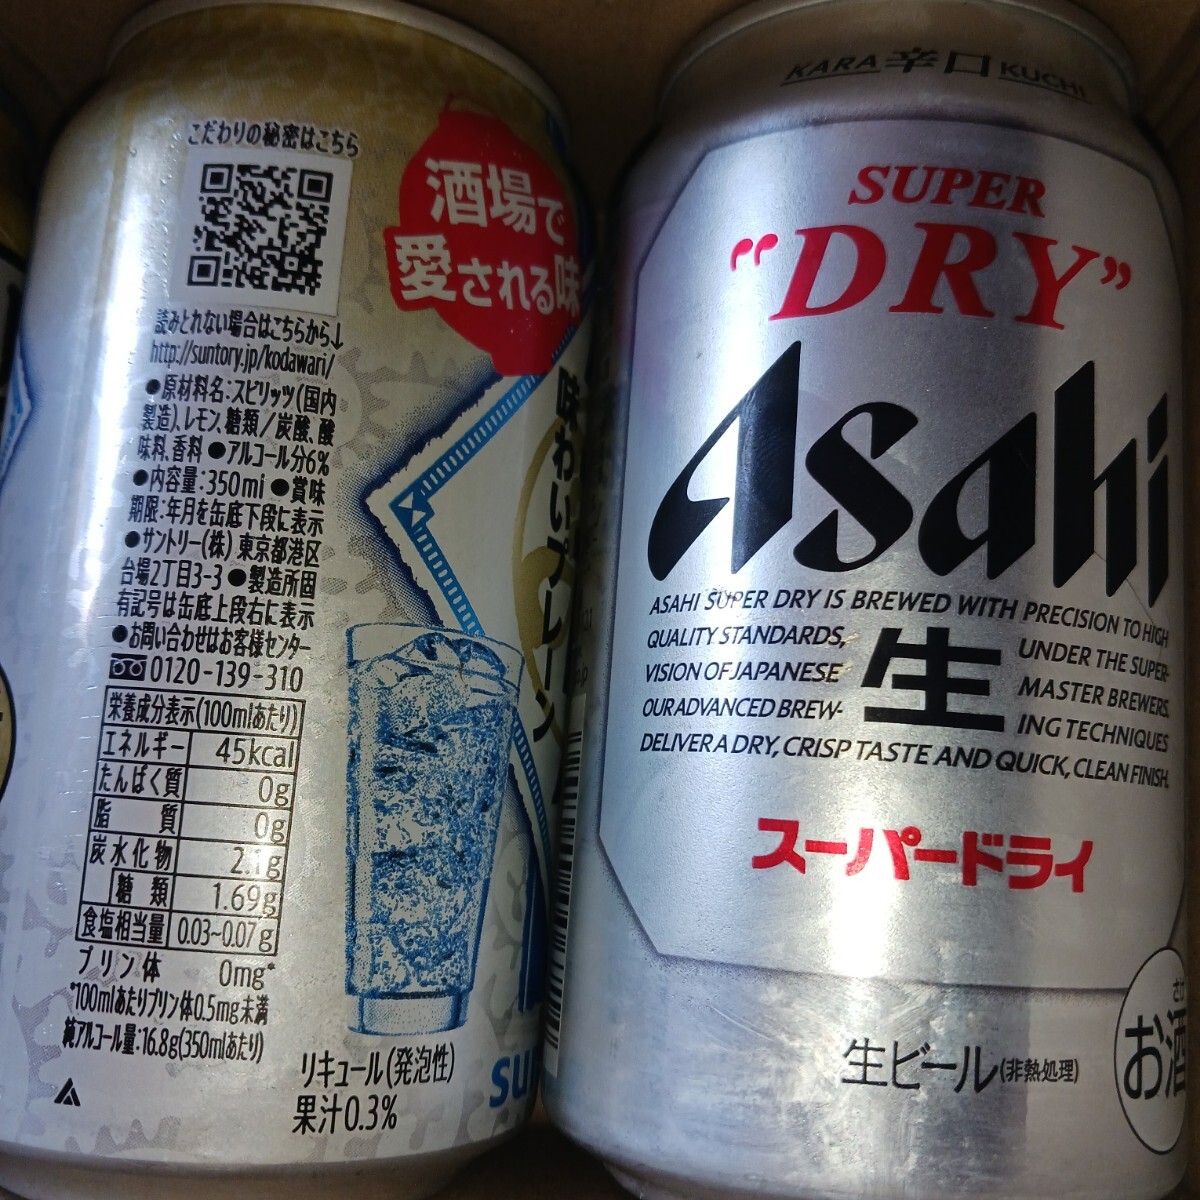 こだわりの秘密はこちら
読みとれない場合はこちらから↓
http://suntory.jp/kodawari/
●原材料名:スピリッツ(国内
製造)、レモン、糖類/炭酸、酸
味料、香料 ●アルコール分6%
●内容量:350ml ●賞味
期限:年月を缶底下段に表示
●サントリー(株) 東京都港区
台場2丁目3-3 ●製造所固
有記号は缶底上段右に表示
●お問い合わせはお客様センター
0120-139-310
栄養成分表示(100mlあたり)
エネルギー 45kcal
たんぱく質 0g
脂質 0g
炭水化物 2.1g
糖類 1.69g
食塩相当量 0.03~0.07g
プリン体 0mg*
*100mlあたりプリン体0.5mg未満
純アルコール量:16.8g(350mlあたり)
リキュール(発泡性)
果汁0.3%
酒場で
愛される味
味わいプレーン
SU
KARA 辛口 KUCHI
SUPER
"DRY"
Asahi
ASAHI SUPER DRY IS BREWED WITH PRECISION TO HIGH
QUALITY STANDARDS, UNDER THE SUPER-
VISION OF JAPANESE MASTER BREWERS.
OUR ADVANCED BREW- ING TECHNIQUES
生
DELIVER A DRY, CRISP TASTE AND QUICK, CLEAN FINISH.
スーパードライ
生ビール(非熱処理)
お酒